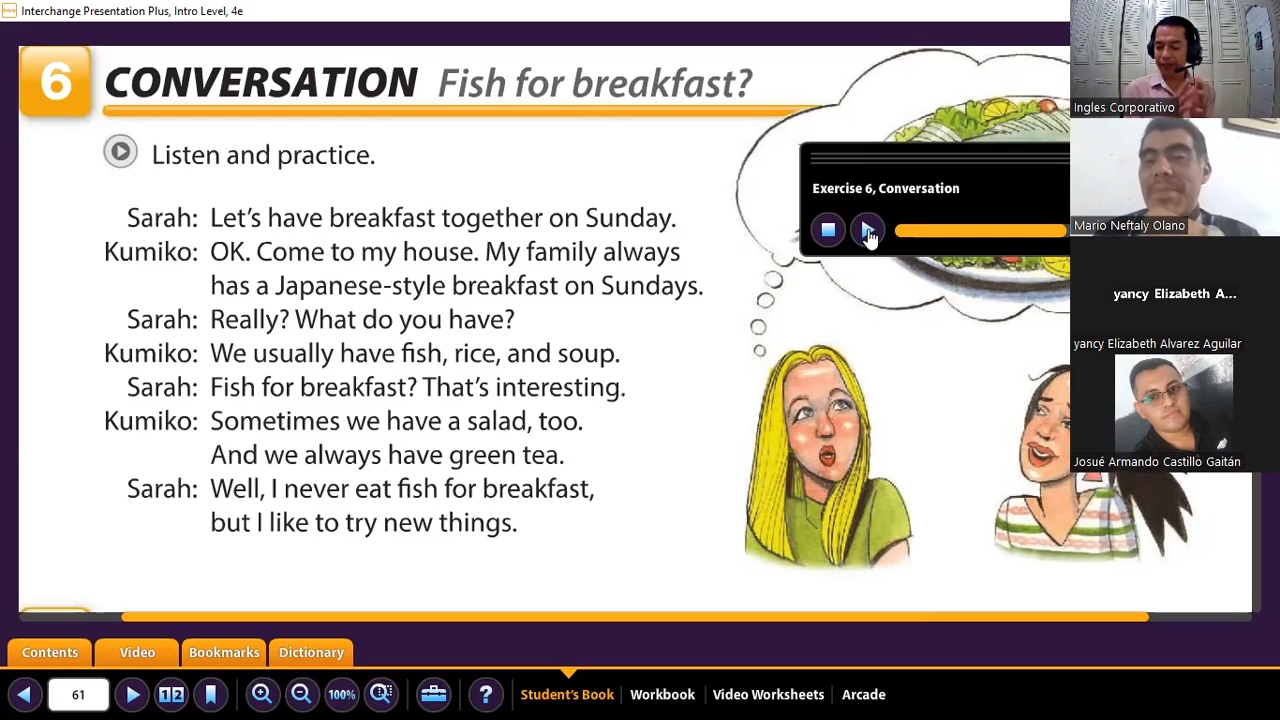 Interchange Presentation Plus, Intro Level, 4e
6 CONVERSATION Fish for breakfast?
Listen and practice.
Sarah: Let's have breakfast together on Sunday.
Kumiko: OK. Come to my house. My family always
has a Japanese-style breakfast on Sundays.
Sarah: Really? What do you have?
Kumiko: We usually have fish, rice, and soup.
Sarah: Fish for breakfast? That's interesting.
Kumiko: Sometimes we have a salad, too.
And we always have green tea.
Sarah: Well, I never eat fish for breakfast,
but I like to try new things.
Exercise 6, Conversation
Ingles Corporativo
Mario Neftaly Olano
yancy Elizabeth A...
yancy Elizabeth Alvarez Aguilar
Josué Armando Castillo Gaitán
Contents Video Bookmarks Dictionary
61 1 2 100% ? Student's Book Workbook Video Worksheets Arcade